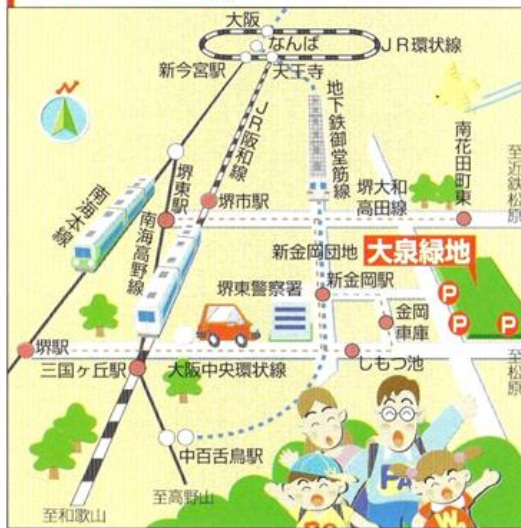 大阪
なんば
JR環状線
新今宮駅
天王寺
JR阪和線
地下鉄御堂筋線
南花田町東
至近鉄松原
南海本線
堺東駅
南海高野線
堺市駅
堺大和
高田線
新金岡団地
大泉緑地
新金岡駅
堺東警察署
金岡
車庫
P
P
P
堺駅
三国ヶ丘駅
大阪中央環状線
しもつ池
至松原
中百舌鳥駅
至高野山
至和歌山
PA